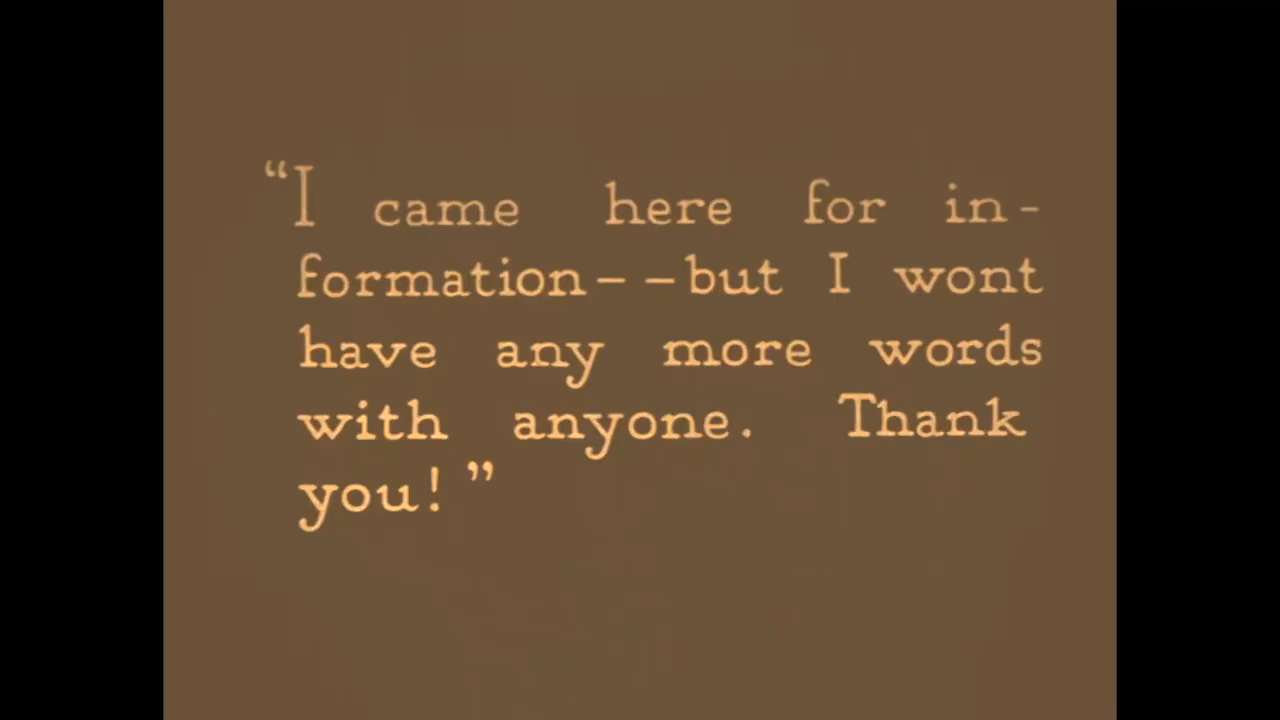 “I came here for in-
formation--but I wont
have any more words
with anyone. Thank
you!”